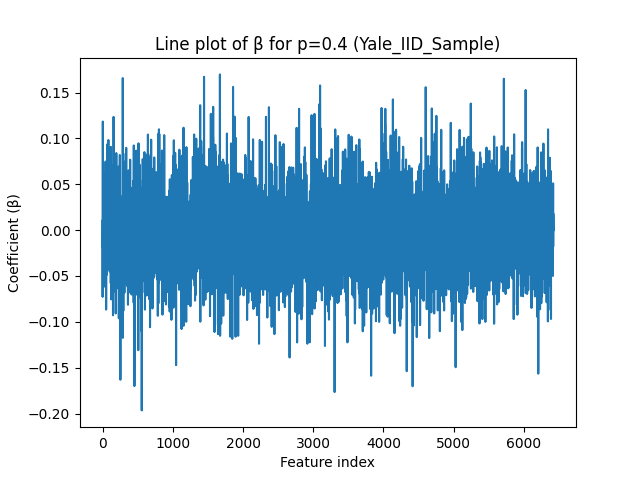 Line plot of β for p=0.4 (Yale_IID_Sample)
Coefficient (β)
0.15
0.10
0.05
0.00
−0.05
−0.10
−0.15
−0.20
0 1000 2000 3000 4000 5000 6000
Feature index